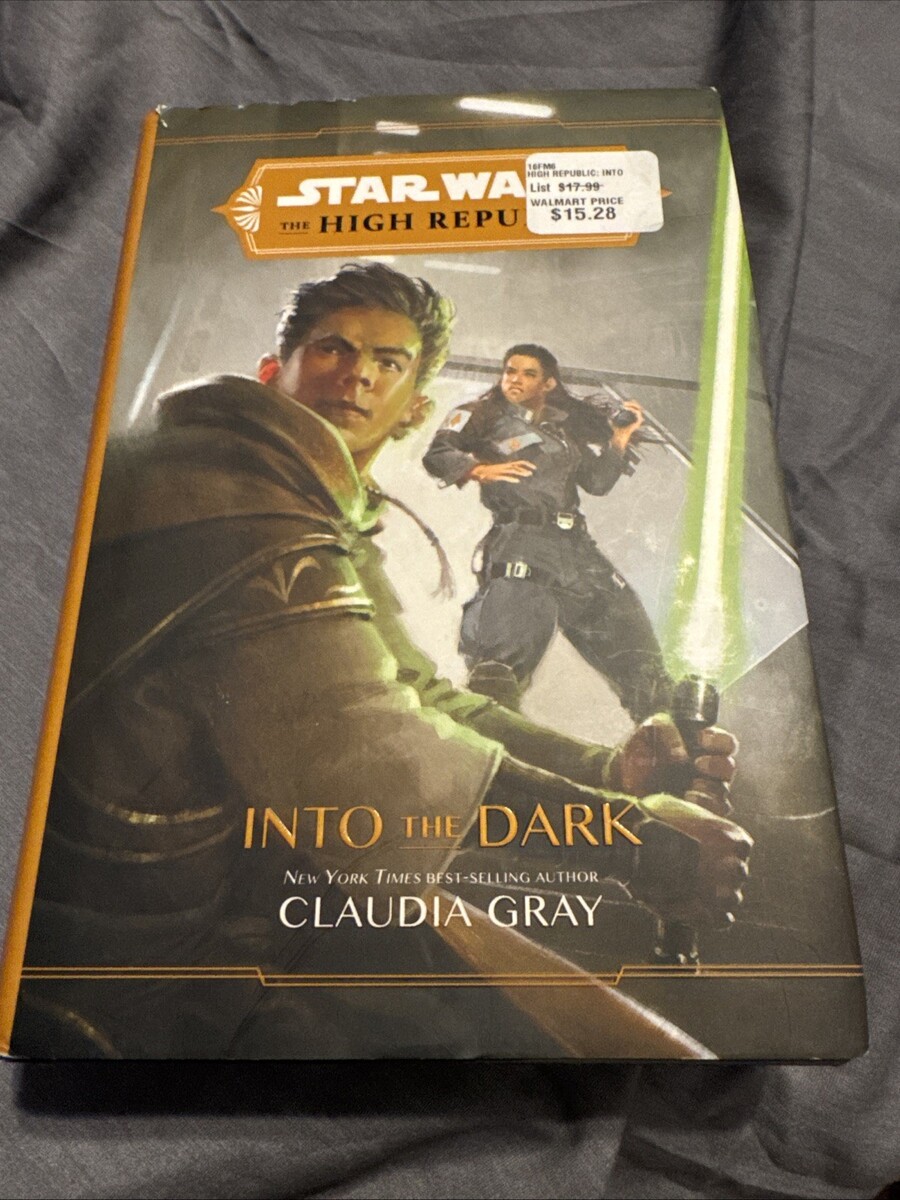 STAR WA
THE HIGH REPU
16FM6
HIGH REPUBLIC: INTO
List $17.99
WALMART PRICE
$15.28
INTO THE DARK
NEW YORK TIMES BEST-SELLING AUTHOR
CLAUDIA GRAY